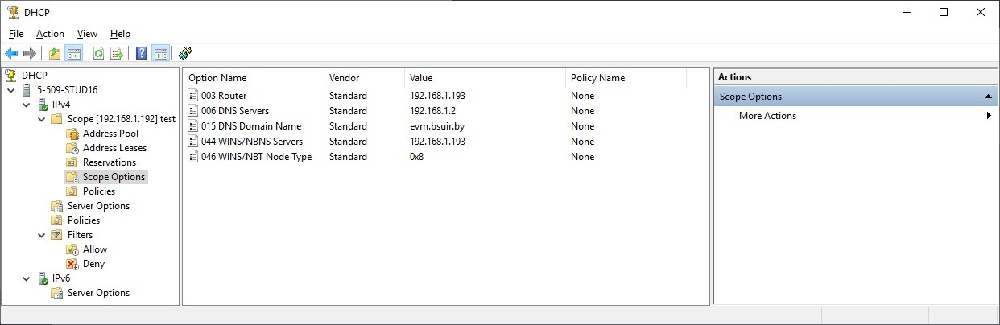 DHCP
File Action View Help
DHCP
5-509-STUD16
IPv4
Scope [192.168.1.192] test
Address Pool
Address Leases
Reservations
Scope Options
Policies
Server Options
Policies
Filters
Allow
Deny
IPv6
Server Options
Option Name Vendor Value Policy Name
003 Router Standard 192.168.1.193 None
006 DNS Servers Standard 192.168.1.2 None
015 DNS Domain Name Standard evm.bsuir.by None
044 WINS/NBNS Servers Standard 192.168.1.193 None
046 WINS/NBT Node Type Standard 0x8 None
Actions
Scope Options
More Actions